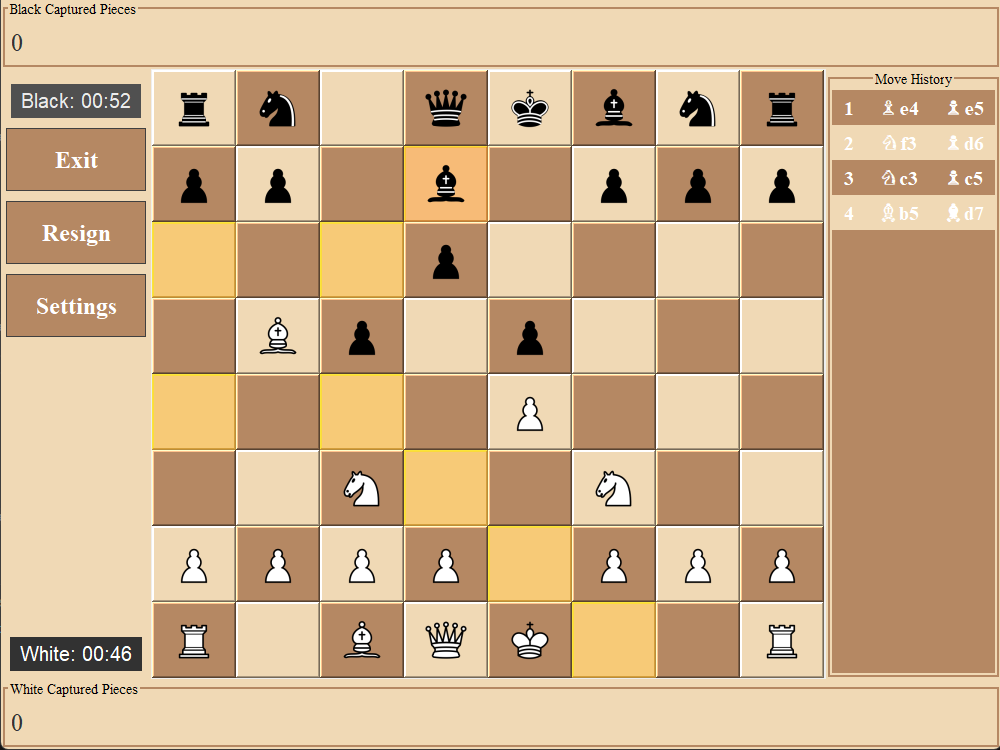 Black Captured Pieces
0
Black: 00:52
Exit
Resign
Settings
White: 00:46
Move History
1 ♗e4 ♝e5
2 ♘f3 ♝d6
3 ♘c3 ♝c5
4 ♗b5 ♝d7
White Captured Pieces
0